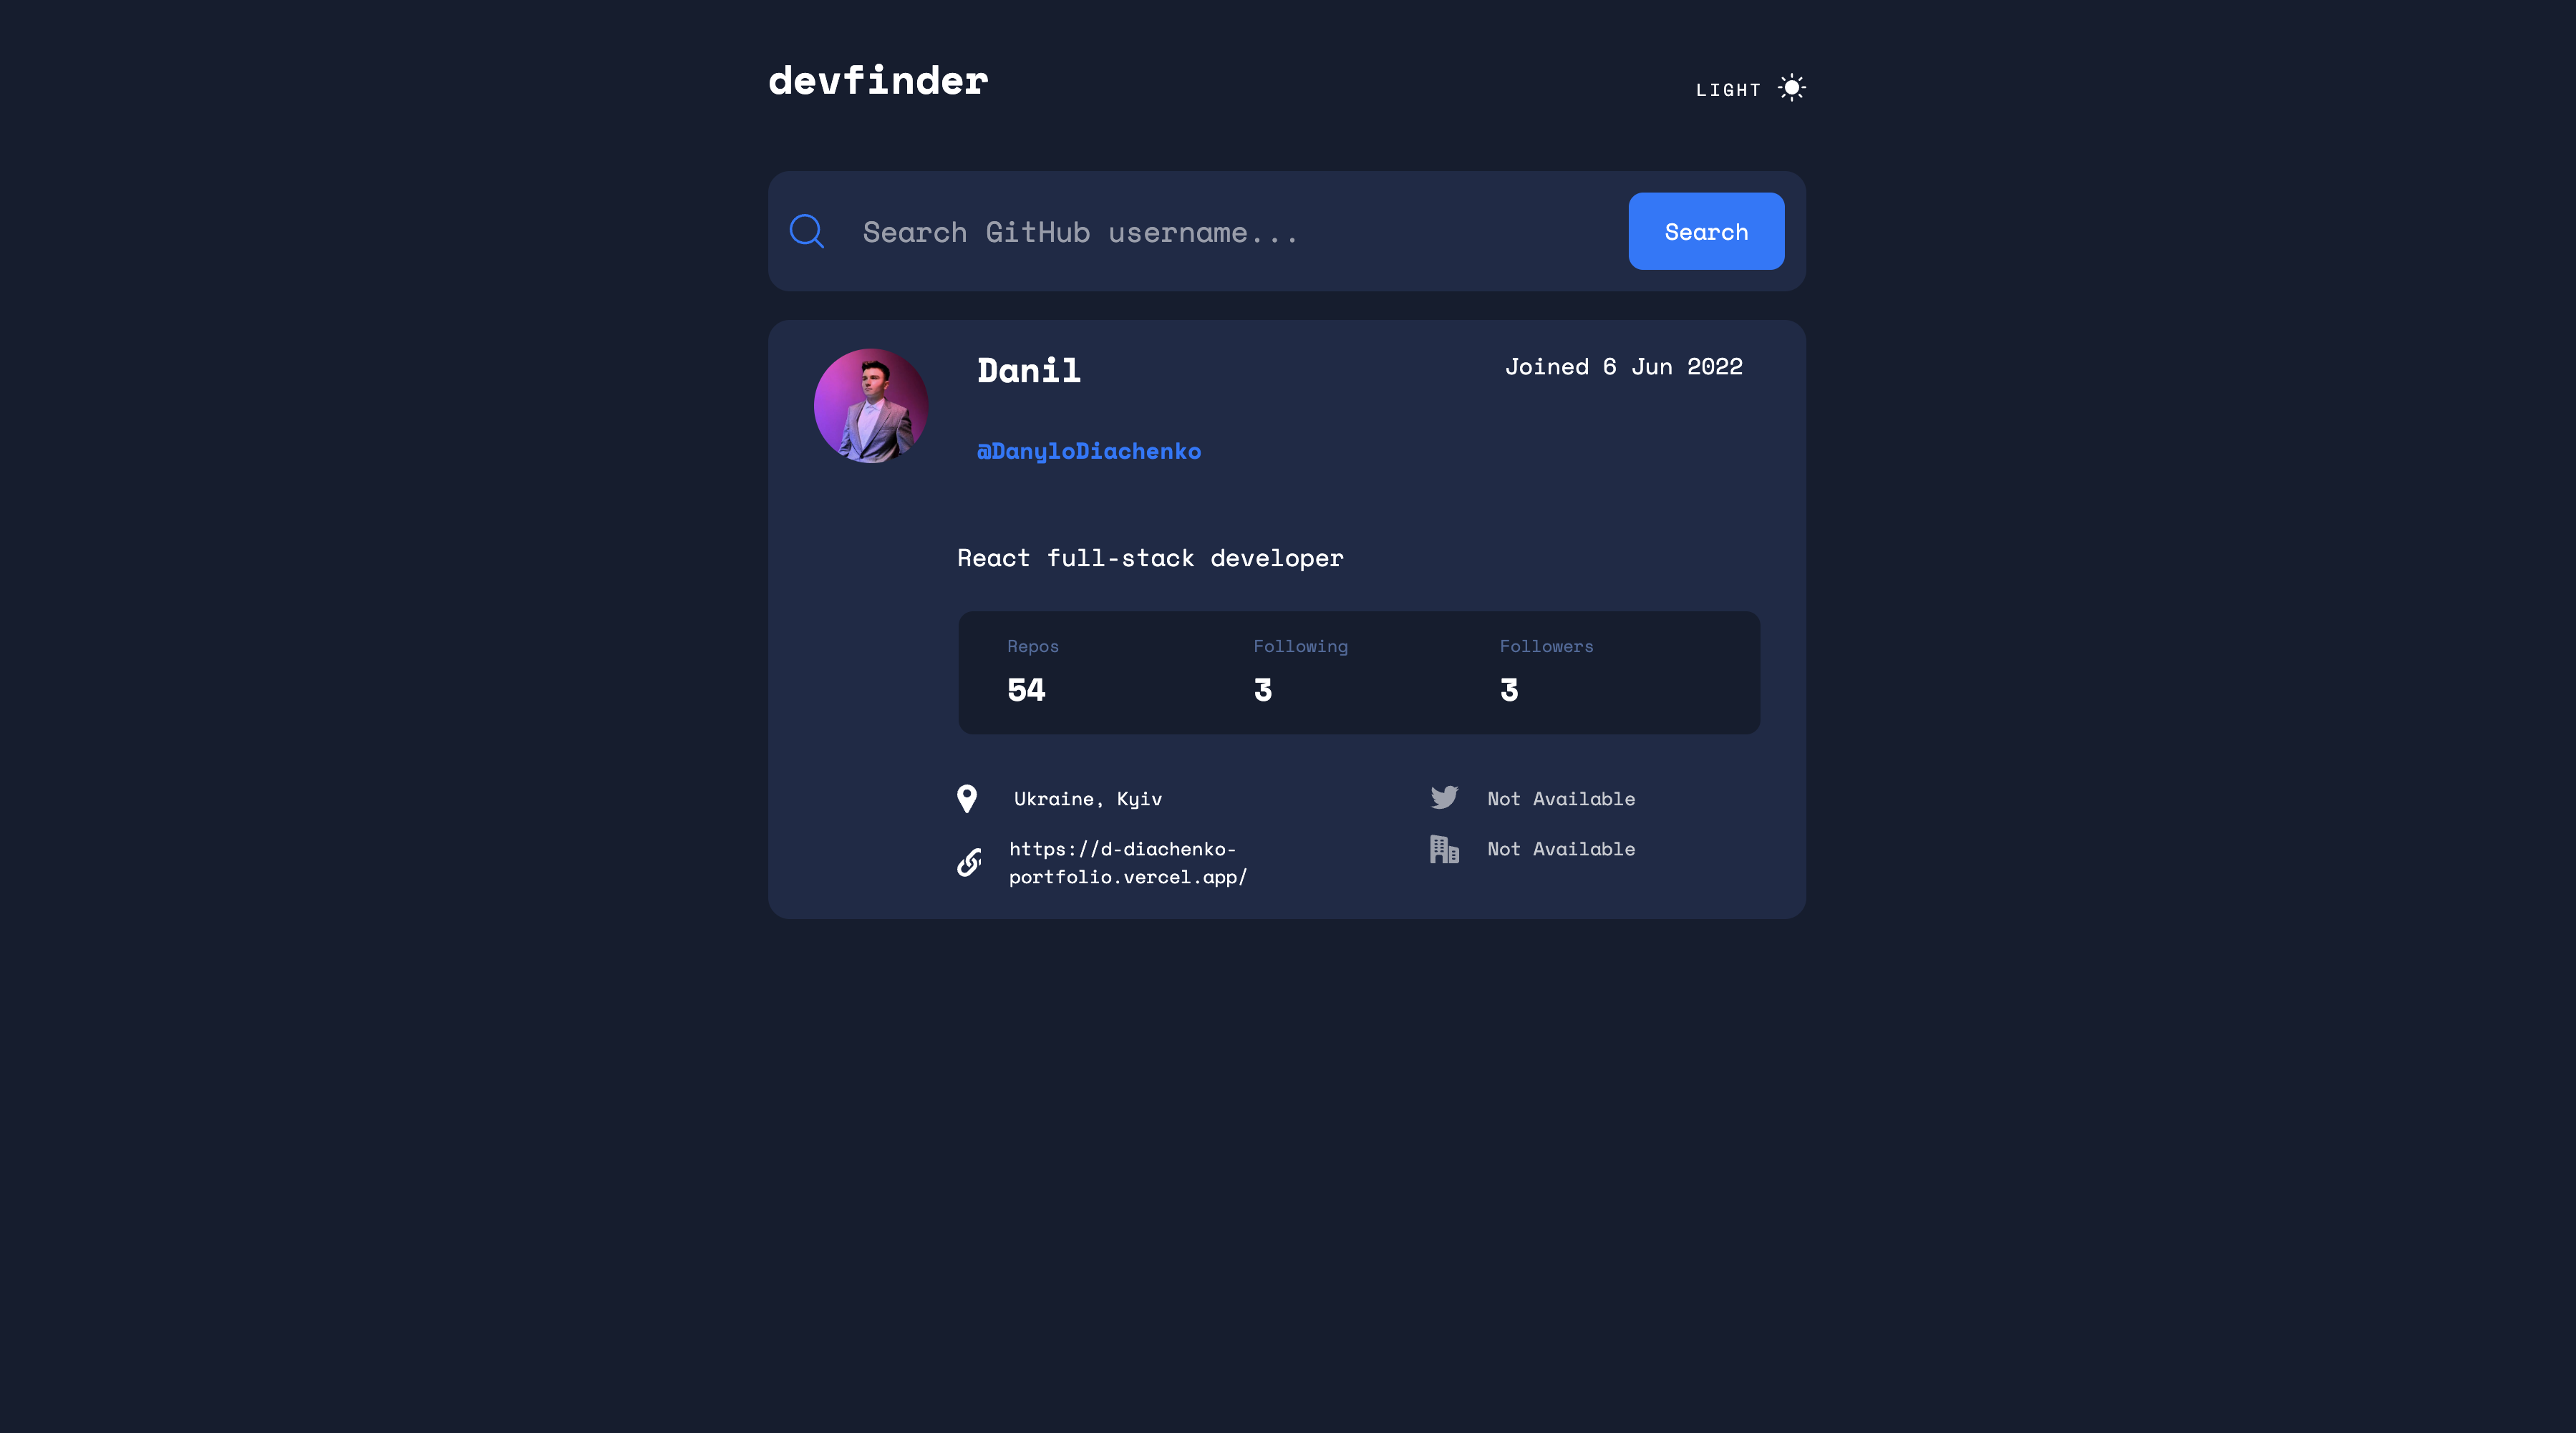 devfinder
LIGHT
Search GitHub username...
Search
Danil
Joined 6 Jun 2022
@DanyloDiachenko
React full-stack developer
Repos
Following
Followers
54
3
3
Ukraine, Kyiv
Not Available
https://d-diachenko-
portfolio.vercel.app/
Not Available